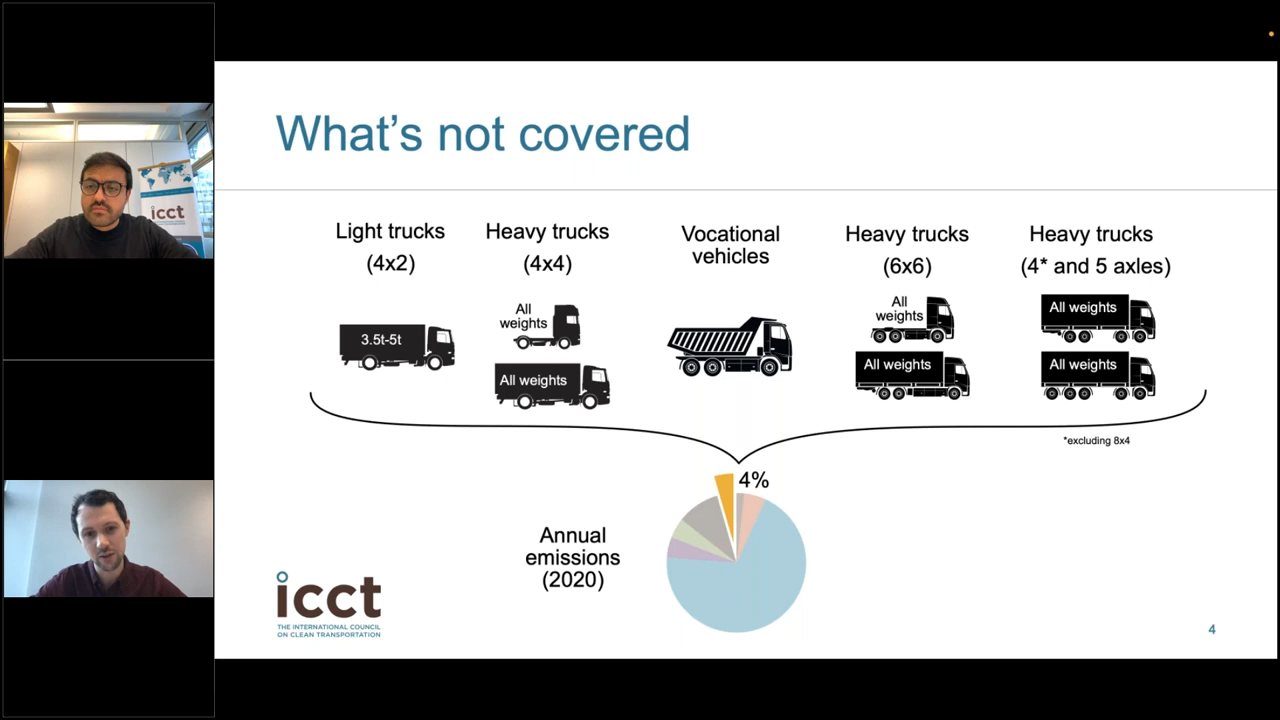 What's not covered
Light trucks
(4x2)
Heavy trucks
(4x4)
Vocational
vehicles
Heavy trucks
(6x6)
Heavy trucks
(4* and 5 axles)
3.5t-5t
All
weights
All weights
All
weights
All weights
All weights
All weights
*excluding 8x4
4%
Annual
emissions
(2020)
icct
THE INTERNATIONAL COUNCIL
ON CLEAN TRANSPORTATION
4
icct